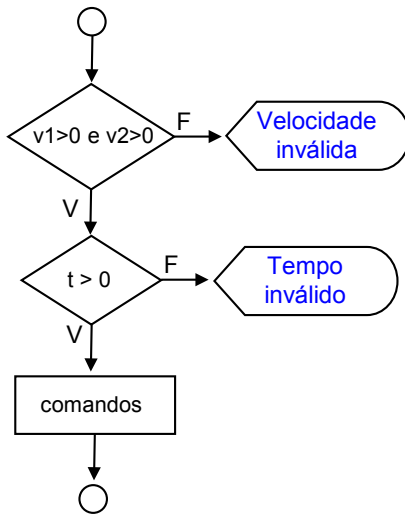 v1>0 e v2>0
F
Velocidade
inválida
V
t > 0
F
Tempo
inválido
V
comandos